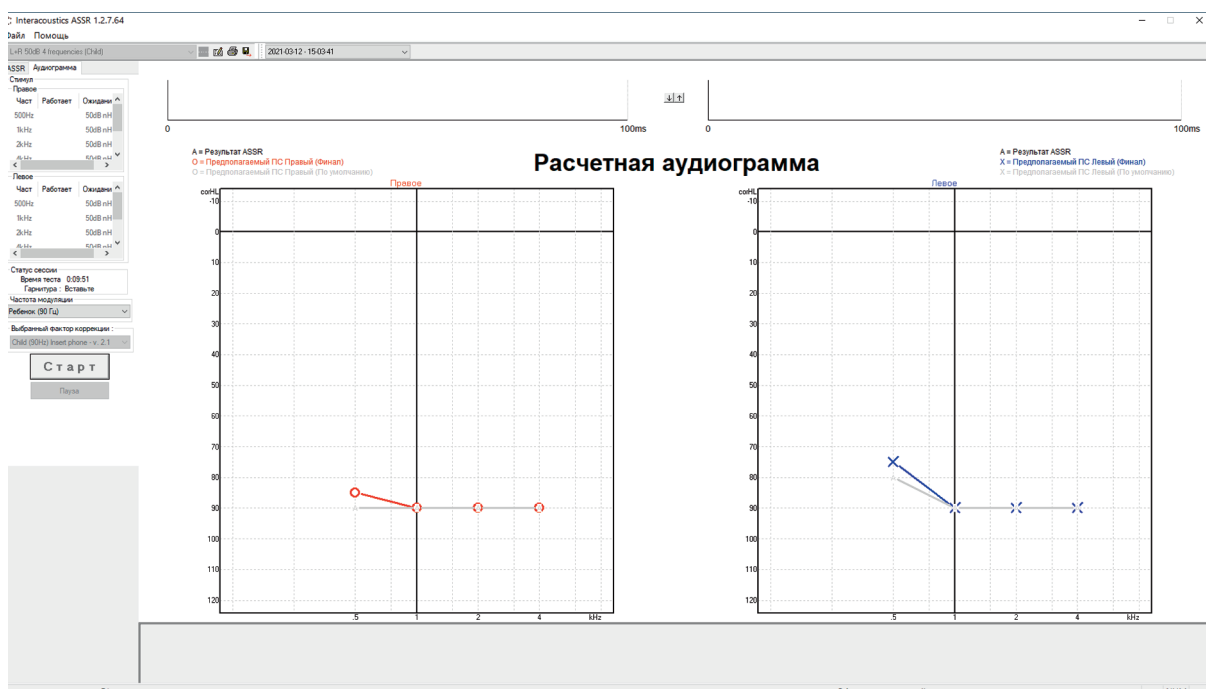 Interacoustics ASSR 1.2.7.64
Файл Помощь
L+R 50dB 4 frequencies (Child)
2021-03-12 - 15-03-41
ASSR Аудиограмма
Стимул
Правое
Част Работает Ожидани
500Hz 50dB nH
1kHz 50dB nH
2kHz 50dB nH
4kHz 50dB nH
Левое
Част Работает Ожидани
500Hz 50dB nH
1kHz 50dB nH
2kHz 50dB nH
4kHz 50dB nH
Статус сессии
Время теста 0:09:51
Гарнитура : Вставьте
Частота модуляции
Ребенок (90 Гц)
Выбранный фактор коррекции :
Child (90Hz) Insert phone - v. 2.1
Старт
Пауза
0 100ms
0 100ms
Расчетная аудиограмма
A = Результат ASSR
O = Предполагаемый ПС Правый (Финал)
O = Предполагаемый ПС Правый (По умолчанию)
Правое
corHL
-10
0
10
20
30
40
50
60
70
80
90
100
110
120
.5 1 2 4 kHz
A = Результат ASSR
X = Предполагаемый ПС Левый (Финал)
X = Предполагаемый ПС Левый (По умолчанию)
Левое
corHL
-10
0
10
20
30
40
50
60
70
80
90
100
110
120
.5 1 2 4 kHz